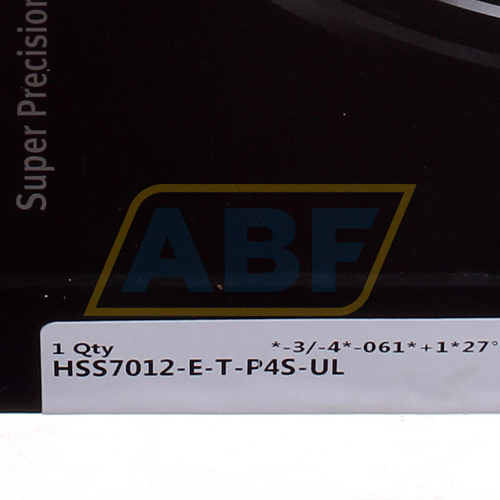 Super Precision
ABF
1 Qty *-3/-4*-061*+1*27°
HSS7012-E-T-P4S-UL